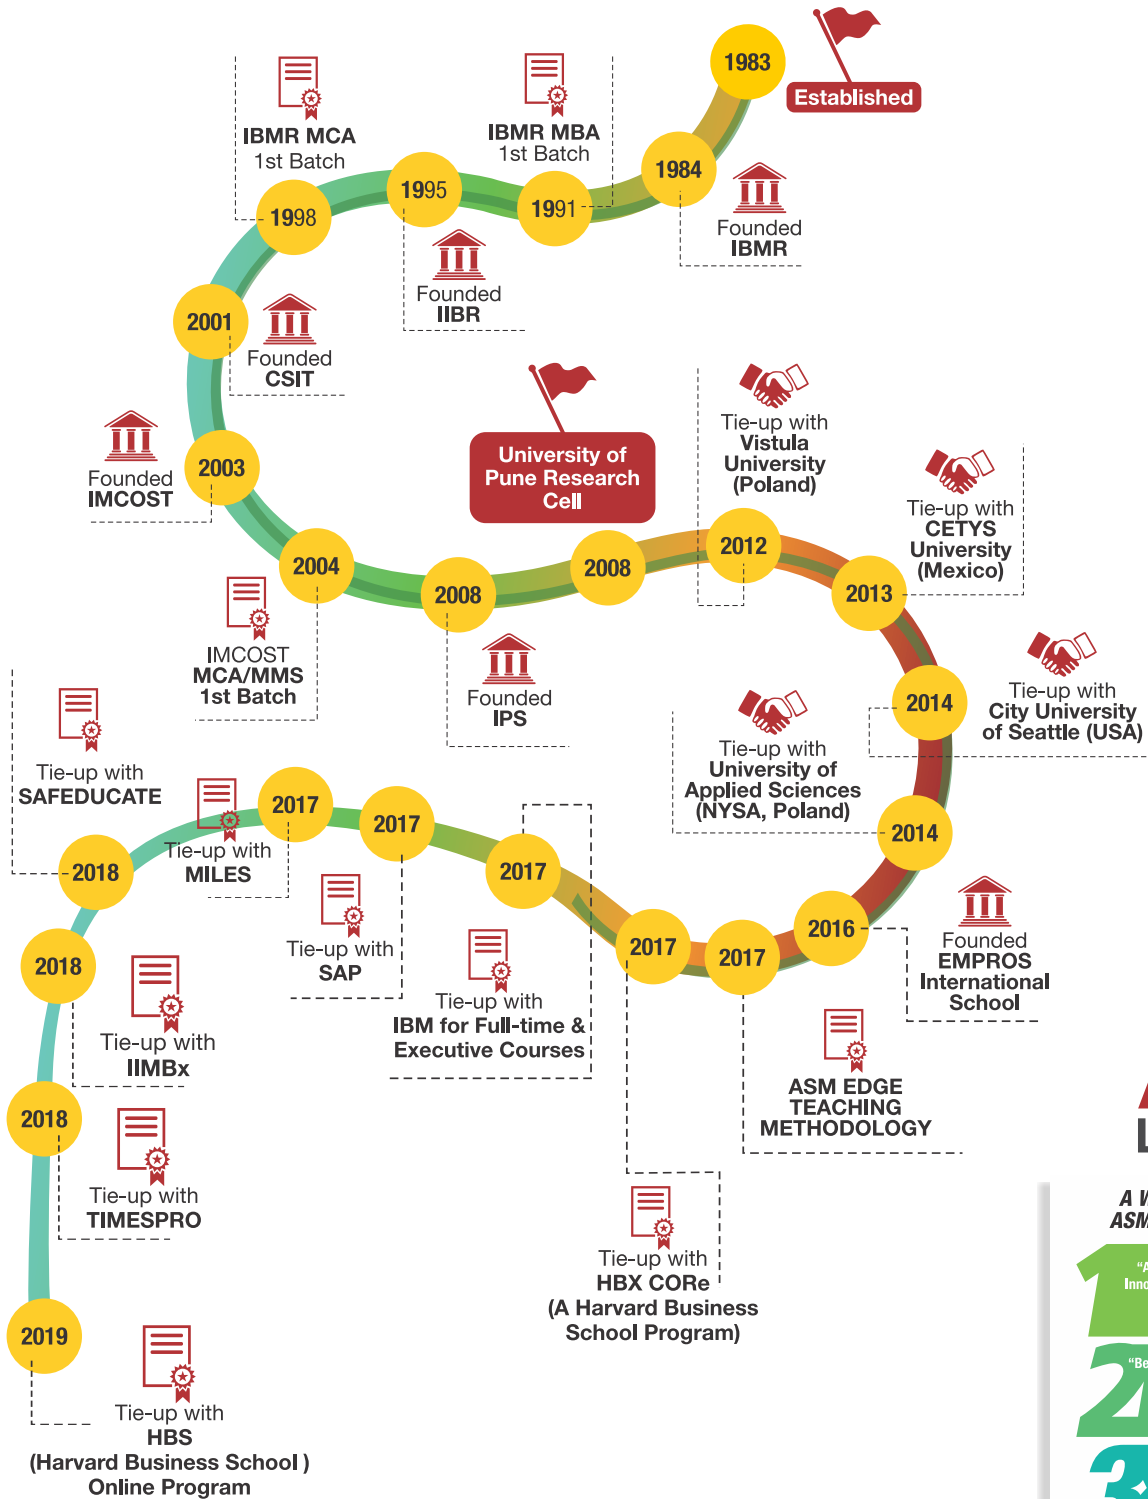 1983
Established
1984
Founded
IBMR
IBMR MBA
1st Batch
1991
1995
Founded
IIBR
IBMR MCA
1st Batch
1998
2001
Founded
CSIT
2003
Founded
IMCOST
2004
IMCOST
MCA/MMS
1st Batch
2008
Founded
IPS
University of
Pune Research
Cell
2008
Tie-up with
Vistula
University
(Poland)
2012
Tie-up with
CETYS
University
(Mexico)
2013
Tie-up with
City University
of Seattle (USA)
2014
Tie-up with
University of
Applied Sciences
(NYSA, Poland)
2014
2016
Founded
EMPROS
International
School
2017
ASM EDGE
TEACHING
METHODOLOGY
2017
Tie-up with
HBX CORe
(A Harvard Business
School Program)
2017
Tie-up with
IBM for Full-time &
Executive Courses
2017
Tie-up with
SAP
2017
Tie-up with
MILES
Tie-up with
SAFEDUCATE
2018
2018
Tie-up with
IIMBx
2018
Tie-up with
TIMESPRO
2019
Tie-up with
HBS
(Harvard Business School )
Online Program
ASM
1
2
"Be
3